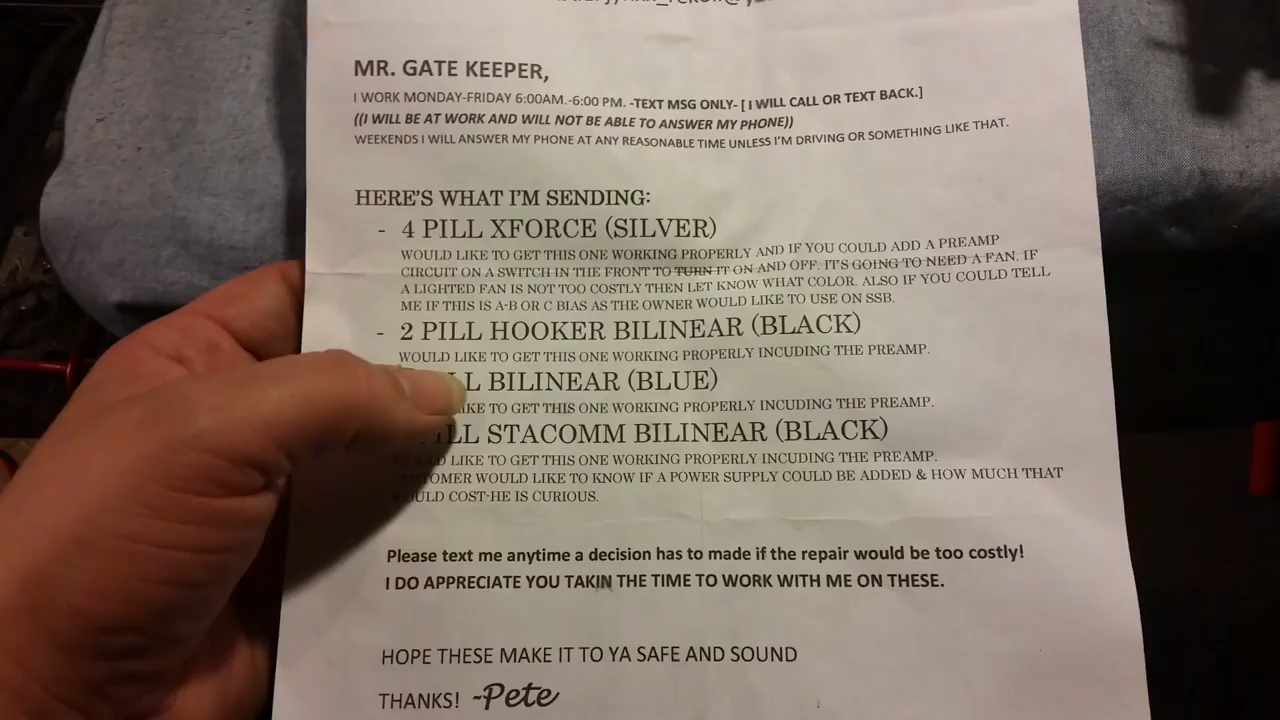 MR. GATE KEEPER,
I WORK MONDAY-FRIDAY 6:00AM.-6:00 PM. -TEXT MSG ONLY- [ I WILL CALL OR TEXT BACK.]
((I WILL BE AT WORK AND WILL NOT BE ABLE TO ANSWER MY PHONE))
WEEKENDS I WILL ANSWER MY PHONE AT ANY REASONABLE TIME UNLESS I'M DRIVING OR SOMETHING LIKE THAT.
HERE'S WHAT I'M SENDING:
- 4 PILL XFORCE (SILVER)
WOULD LIKE TO GET THIS ONE WORKING PROPERLY AND IF YOU COULD ADD A PREAMP
CIRCUIT ON A SWITCH IN THE FRONT TO TURN IT ON AND OFF. IT'S GOING TO NEED A FAN. IF
A LIGHTED FAN IS NOT TOO COSTLY THEN LET KNOW WHAT COLOR. ALSO IF YOU COULD TELL
ME IF THIS IS A-B OR C BIAS AS THE OWNER WOULD LIKE TO USE ON SSB.
- 2 PILL HOOKER BILINEAR (BLACK)
WOULD LIKE TO GET THIS ONE WORKING PROPERLY INCUDING THE PREAMP.
BILINEAR (BLUE)
TO GET THIS ONE WORKING PROPERLY INCUDING THE PREAMP.
STACOMM BILINEAR (BLACK)
LIKE TO GET THIS ONE WORKING PROPERLY INCUDING THE PREAMP.
WOULD LIKE TO KNOW IF A POWER SUPPLY COULD BE ADDED & HOW MUCH THAT
COST-HE IS CURIOUS.
Please text me anytime a decision has to made if the repair would be too costly!
I DO APPRECIATE YOU TAKIN THE TIME TO WORK WITH ME ON THESE.
HOPE THESE MAKE IT TO YA SAFE AND SOUND
THANKS! -Pete